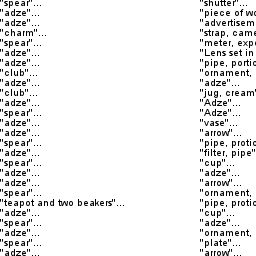 "spear"... "shutter"...
"adze"... "piece of wo
"adze"... "advertisem
"charm"... "strap, came
"spear"... "meter, expo
"adze"... "Lens set in
"adze"... "pipe, portio
"club"... "ornament,
"adze"... "adze"...
"club"... "jug, cream"
"adze"... "Adze"...
"spear"... "Adze"...
"adze"... "vase"...
"adze"... "arrow"...
"spear"... "pipe, protic
"adze"... "filter, pipe"
"adze"... "cup"...
"adze"... "adze"...
"adze"... "arrow"...
"spear"... "ornament,
"teapot and two beakers"... "pipe, protic
"adze"... "cup"...
"spear"... "adze"...
"adze"... "ornament,
"spear"... "plate"...
"adze"... "arrow"...